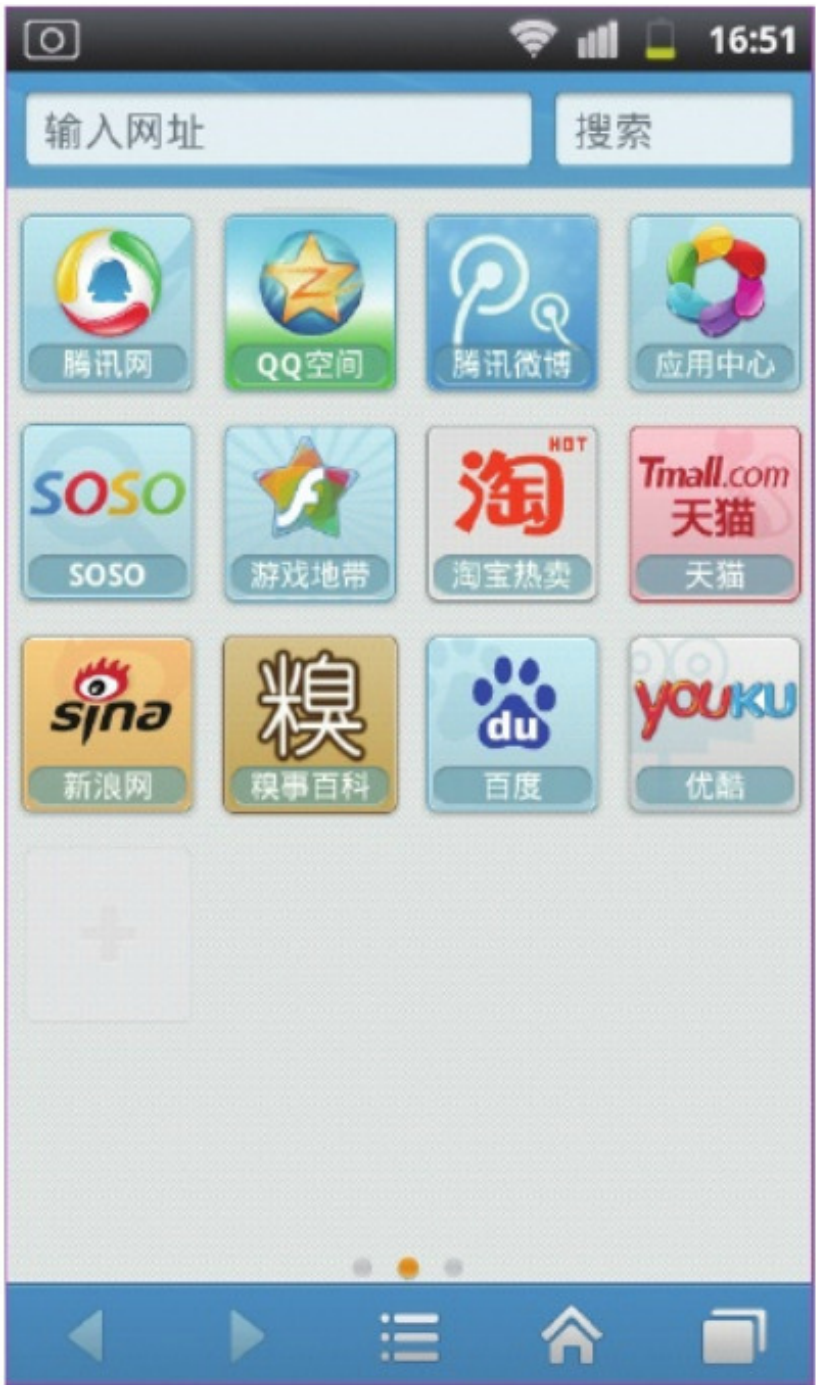 16:51
输入网址 搜索
腾讯网 QQ空间 腾讯微博 应用中心
SOSO 淘 HOT Tmall.com
天猫
SOSO 游戏地带 淘宝热卖 天猫
sina 糗 du YOUKU
新浪网 糗事百科 百度 优酷